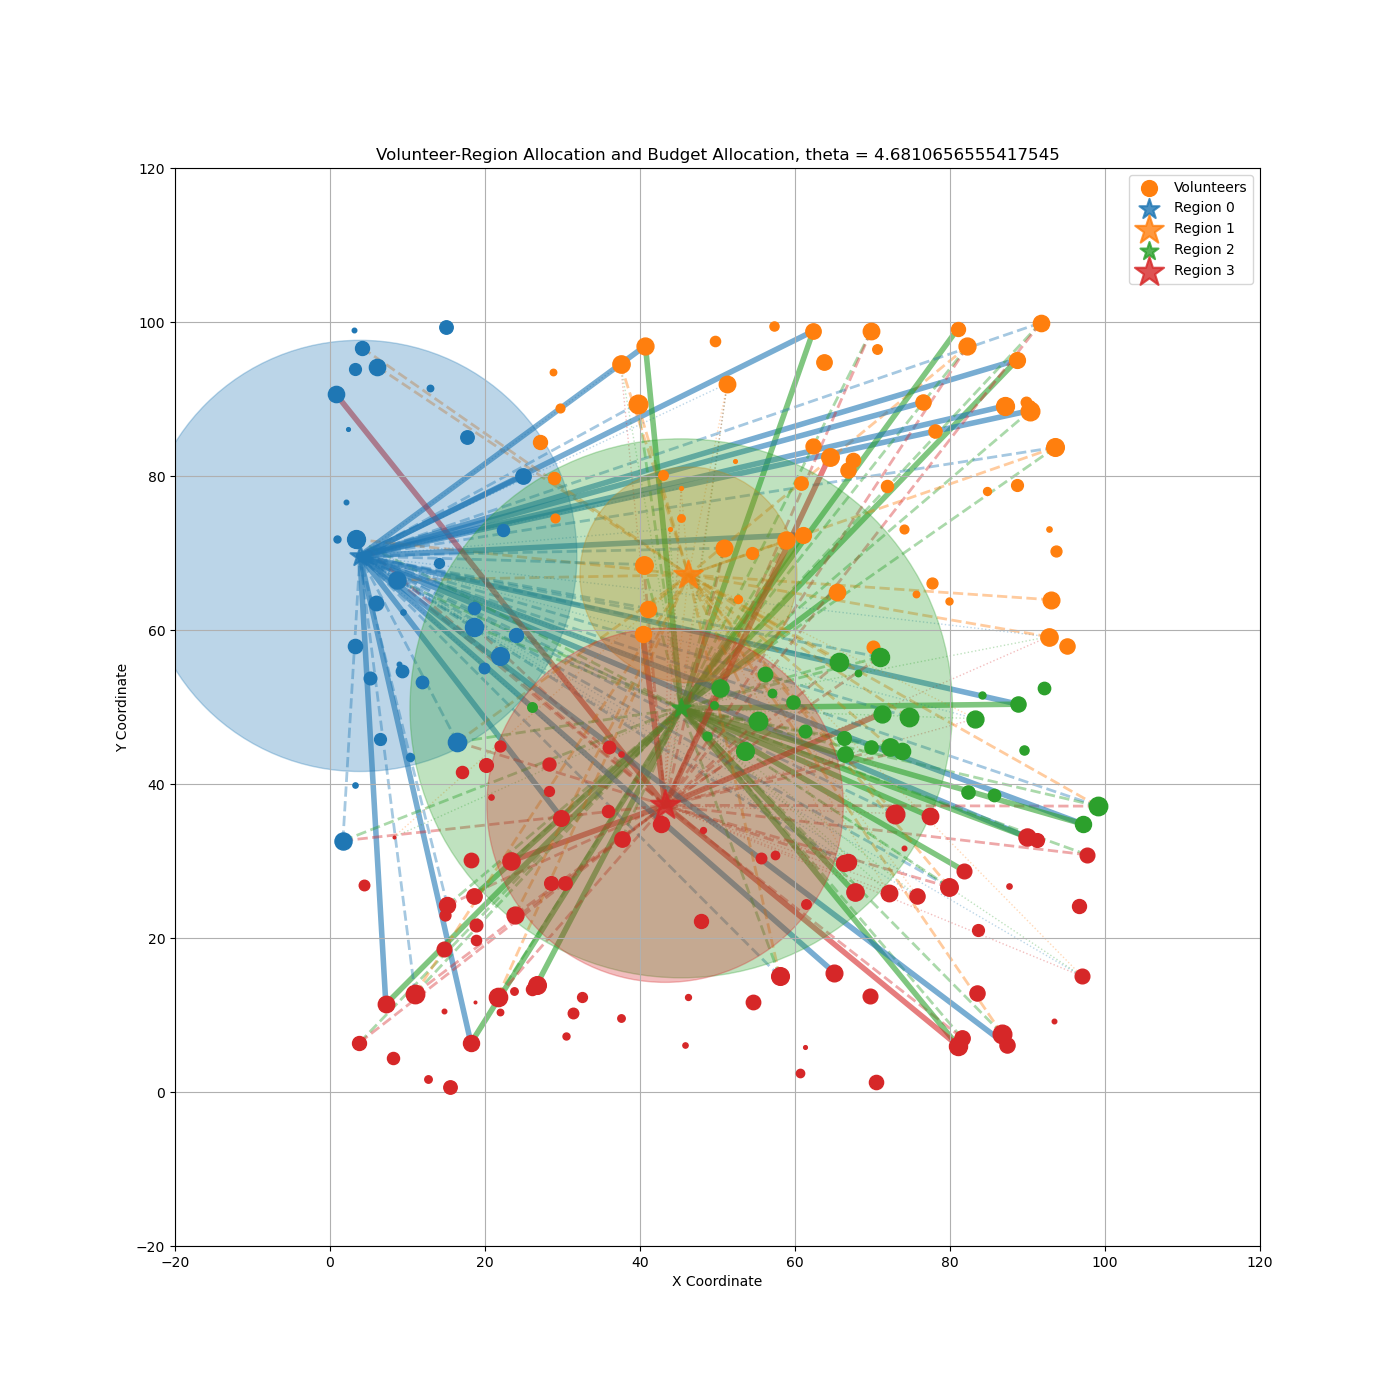 Volunteer-Region Allocation and Budget Allocation, theta = 4.6810656555417545
Volunteers
Region 0
Region 1
Region 2
Region 3
120
100
80
60
40
20
0
−20
Y Coordinate
−20
0
20
40
60
80
100
120
X Coordinate